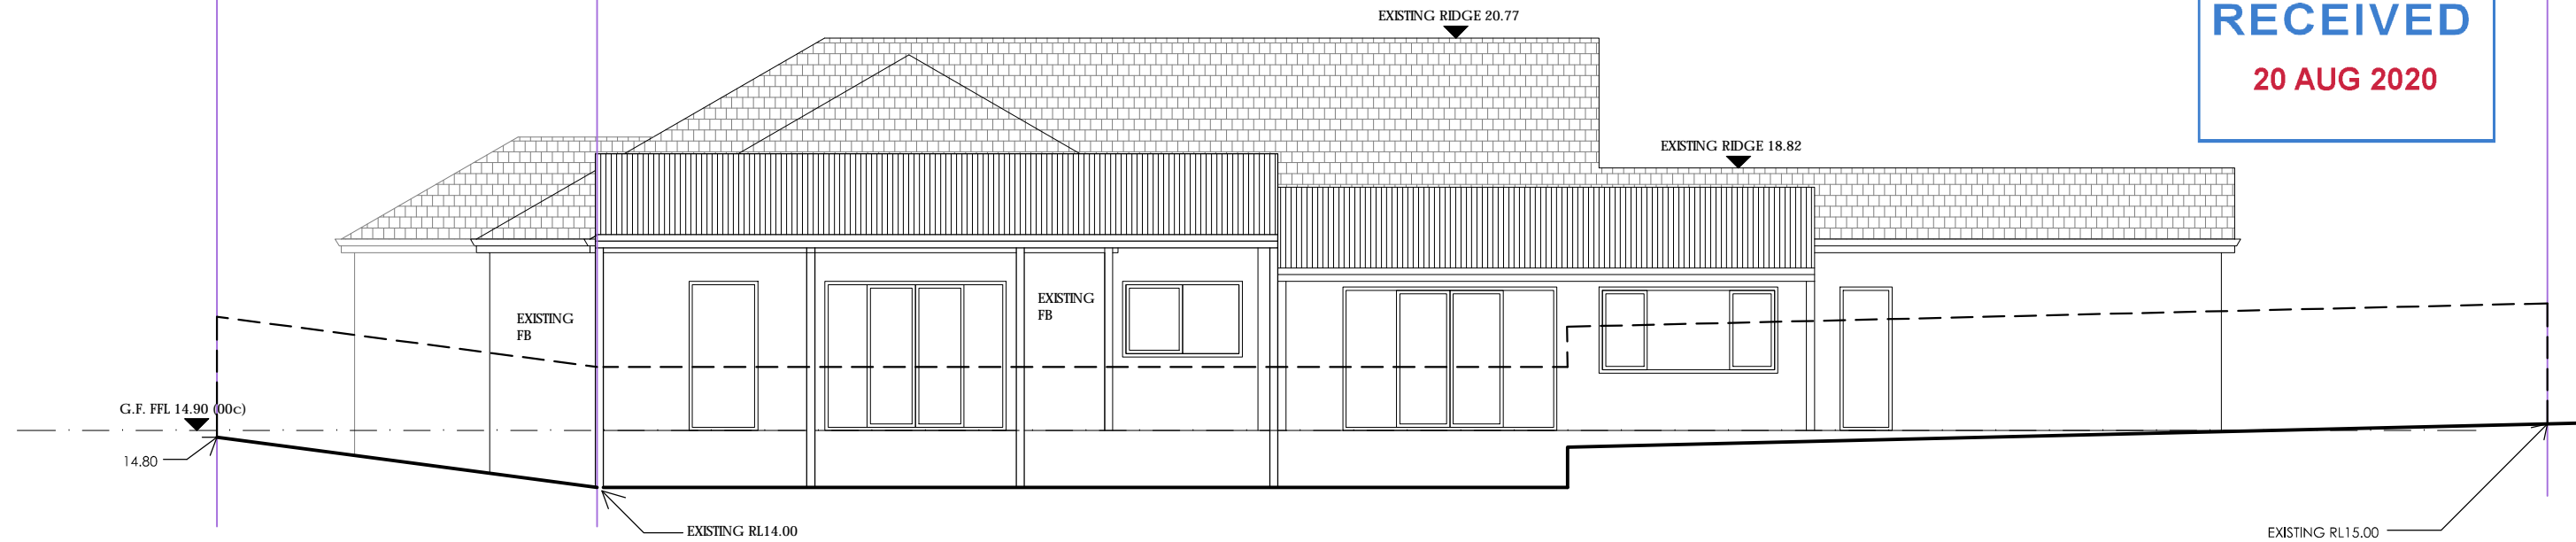 EXISTING RIDGE 20.77
RECEIVED
20 AUG 2020
EXISTING RIDGE 18.82
EXISTING
FB
EXISTING
FB
G.F. FFL 14.90 (00c)
14.80
EXISTING RL14.00
EXISTING RL15.00